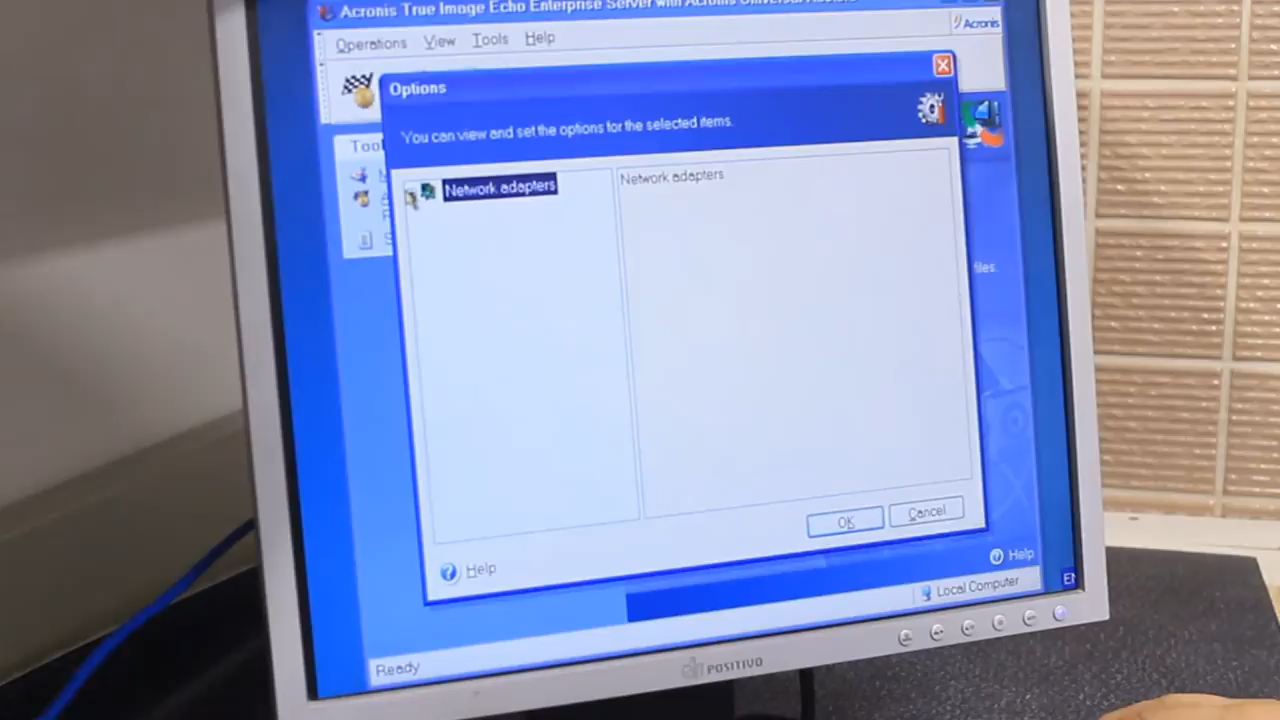 Acronis True Image Echo Enterprise Server with Acronis Universal
Acronis
Operations View Tools Help
Options
You can view and set the options for the selected items.
Network adapters
Network adapters
files.
OK
Cancel
Help
Help
Local Computer
EN
Ready
POSITIVO